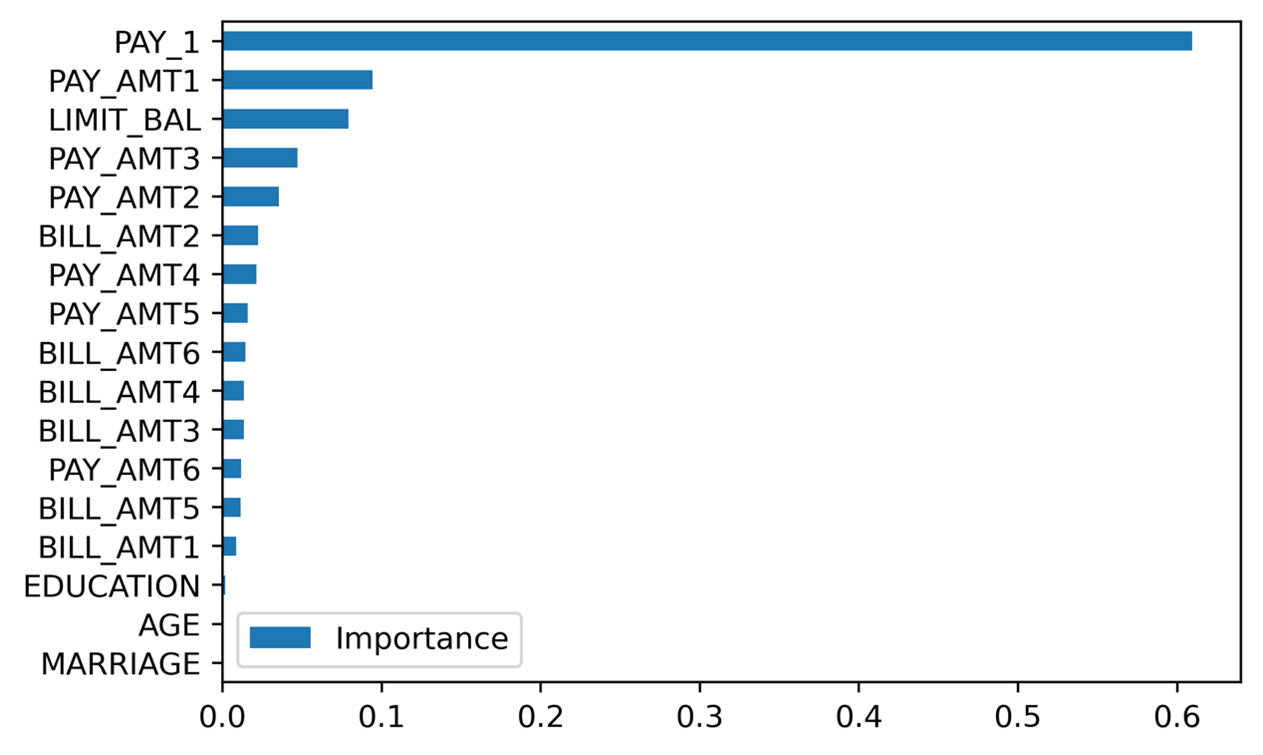 PAY_1
PAY_AMT1
LIMIT_BAL
PAY_AMT3
PAY_AMT2
BILL_AMT2
PAY_AMT4
PAY_AMT5
BILL_AMT6
BILL_AMT4
BILL_AMT3
PAY_AMT6
BILL_AMT5
BILL_AMT1
EDUCATION
AGE
MARRIAGE
Importance
0.0 0.1 0.2 0.3 0.4 0.5 0.6